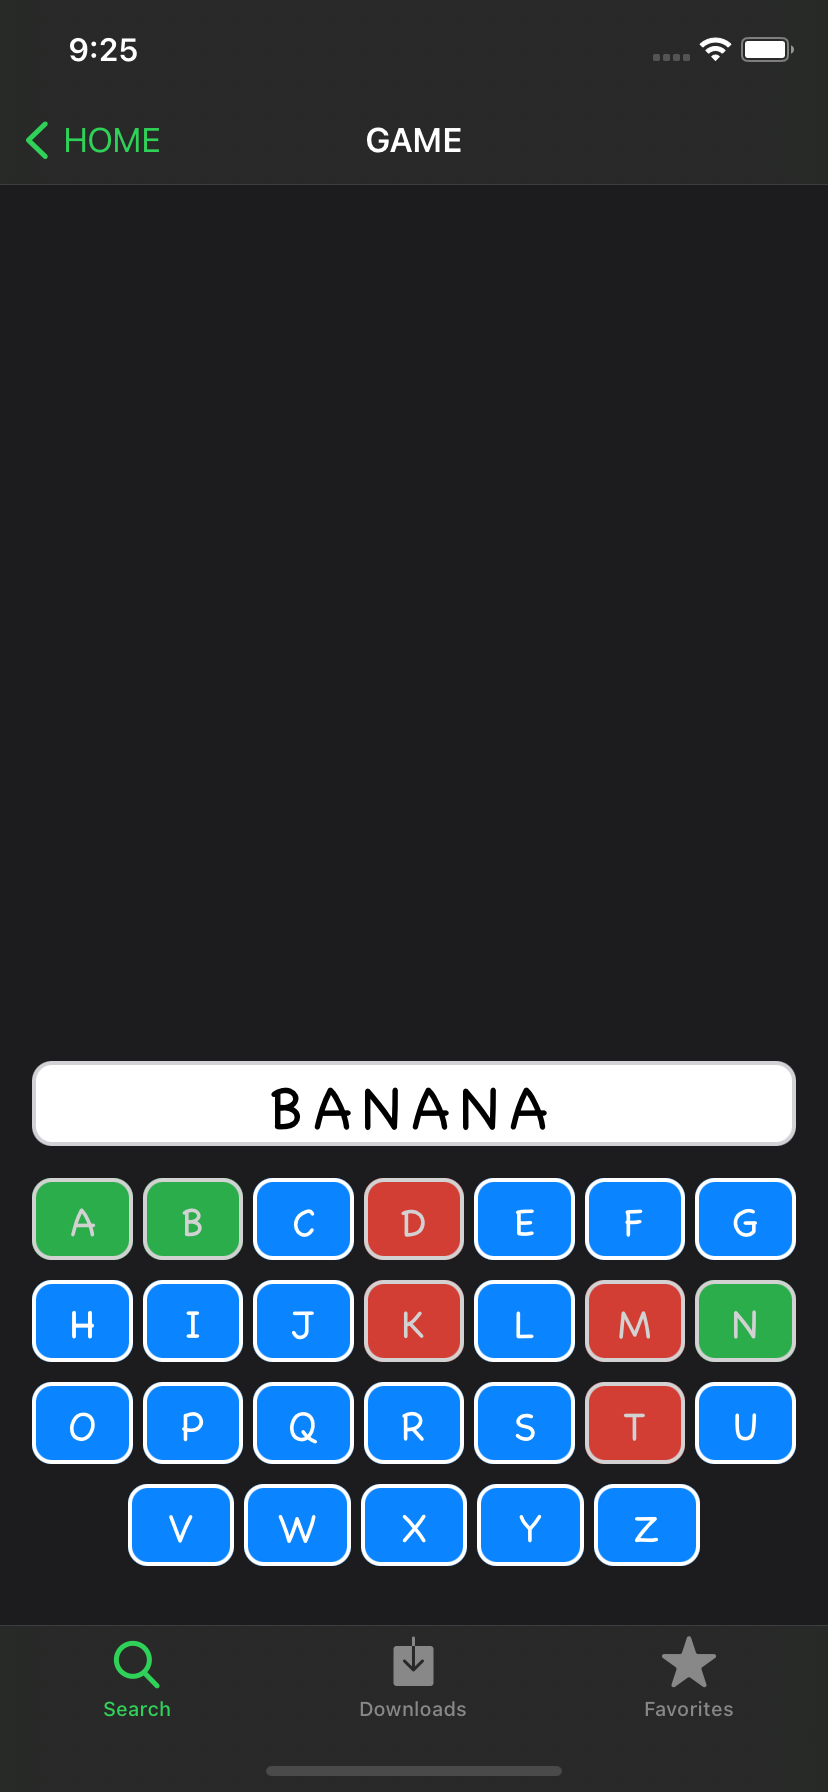 9:25
HOME GAME
BANANA
A B C D E F G
H I J K L M N
O P Q R S T U
V W X Y Z
Search Downloads Favorites